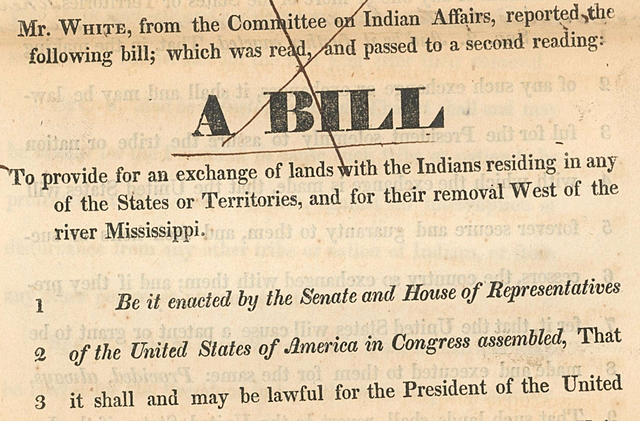 Mr. WHITE, from the Committee on Indian Affairs, reported the
following bill; which was read, and passed to a second reading:
A BILL
To provide for an exchange of lands with the Indians residing in any
of the States or Territories, and for their removal West of the
river Mississippi.
1 Be it enacted by the Senate and House of Representatives
2 of the United States of America in Congress assembled, That
3 it shall and may be lawful for the President of the United